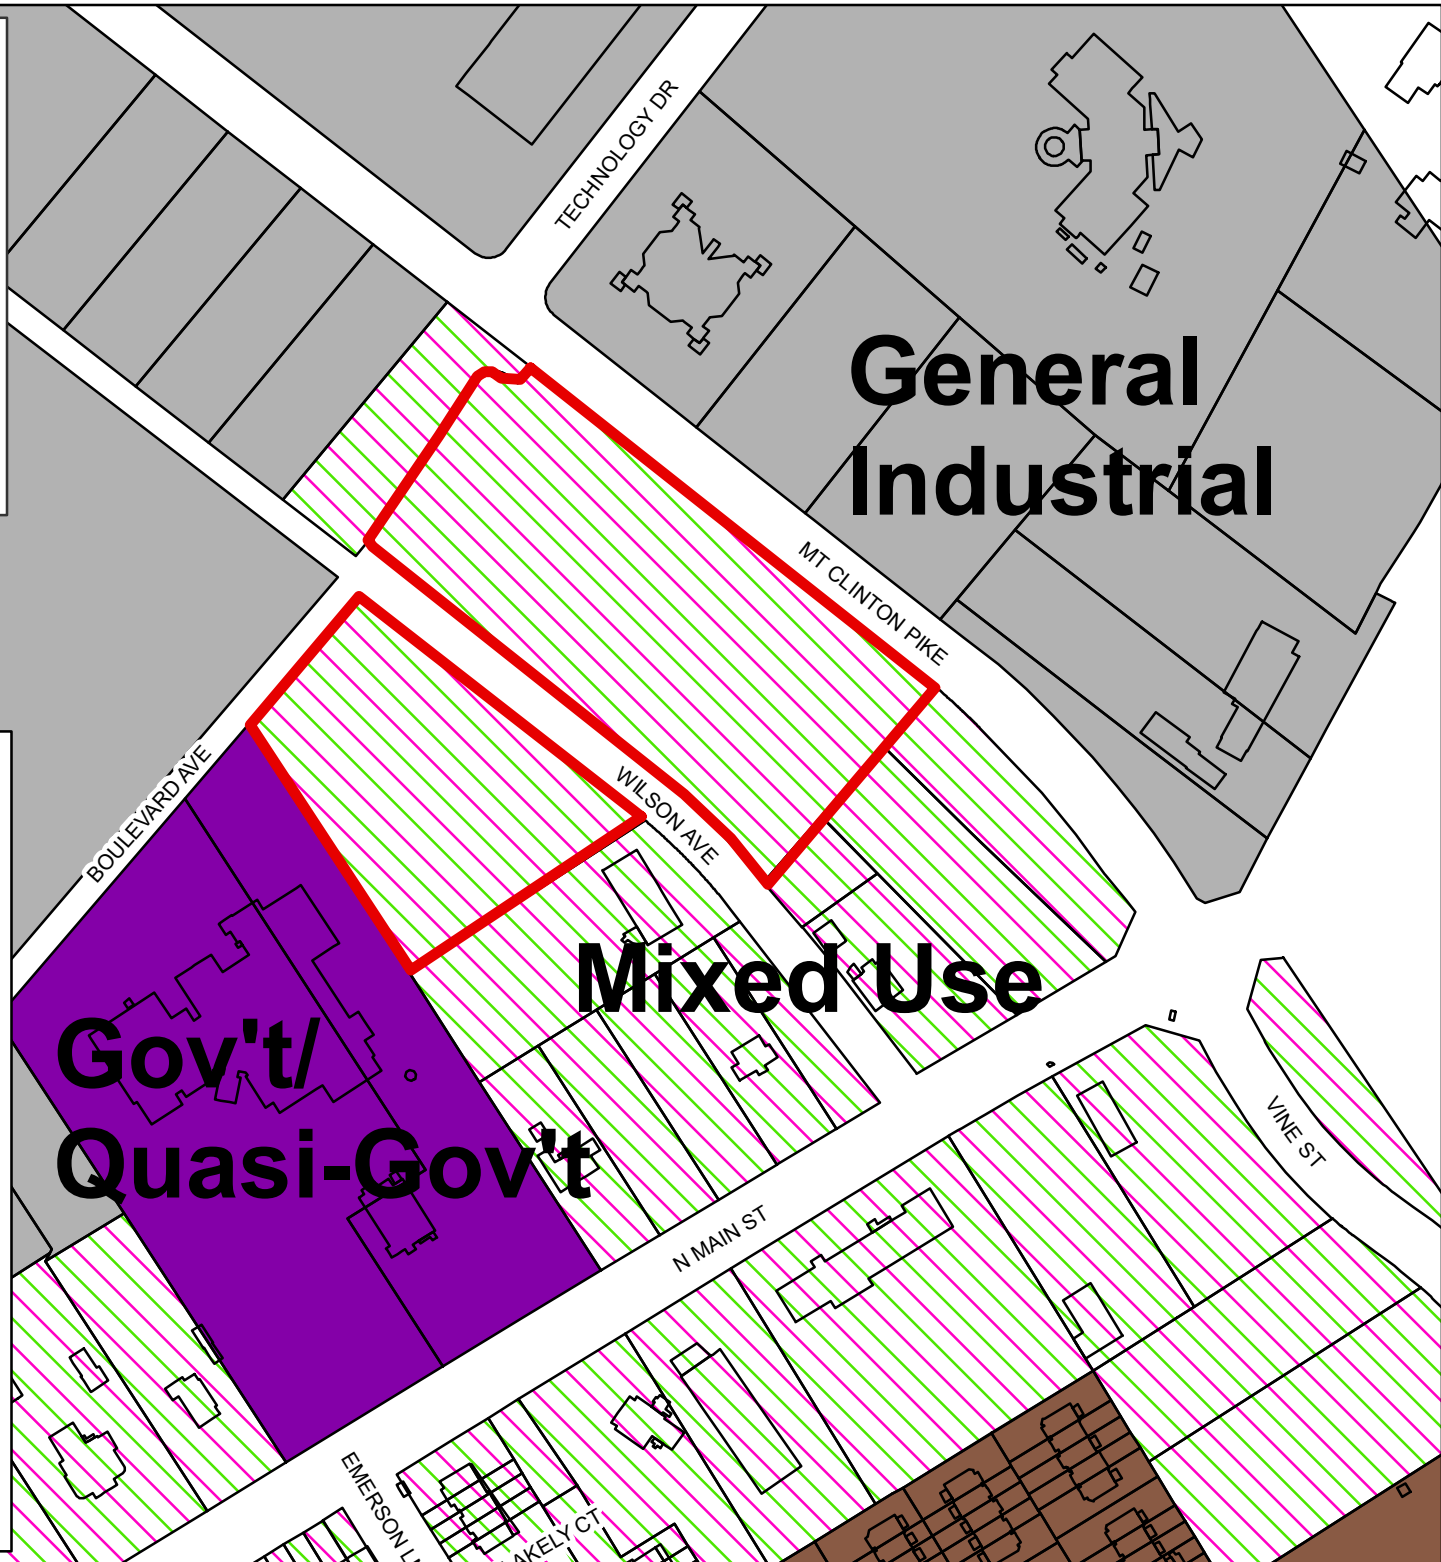 TECHNOLOGY DR
General
Industrial
MT CLINTON PIKE
BOULEVARD AVE
WILSON AVE
Mixed Use
Gov't/
Quasi-Gov't
VINE ST
N MAIN ST
EMERSON